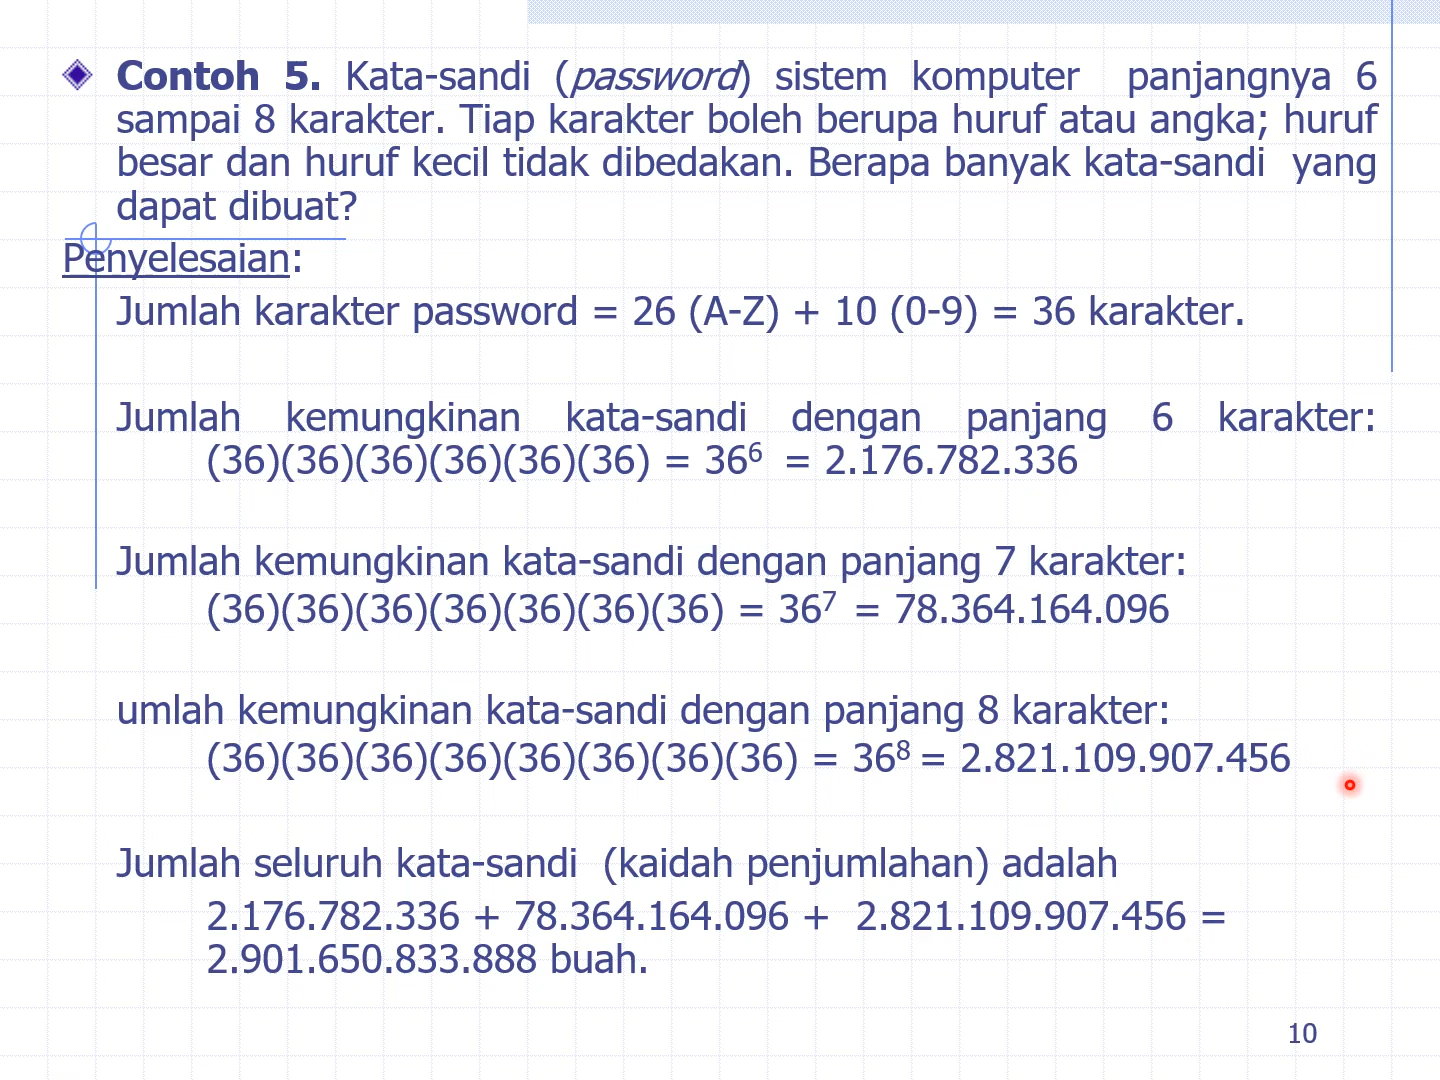 Contoh 5. Kata-sandi (password) sistem komputer panjangnya 6
sampai 8 karakter. Tiap karakter boleh berupa huruf atau angka; huruf
besar dan huruf kecil tidak dibedakan. Berapa banyak kata-sandi yang
dapat dibuat?
Penyelesaian:
Jumlah karakter password = 26 (A-Z) + 10 (0-9) = 36 karakter.
Jumlah kemungkinan kata-sandi dengan panjang 6 karakter:
(36)(36)(36)(36)(36)(36) = 36⁶ = 2.176.782.336
Jumlah kemungkinan kata-sandi dengan panjang 7 karakter:
(36)(36)(36)(36)(36)(36)(36) = 36⁷ = 78.364.164.096
umlah kemungkinan kata-sandi dengan panjang 8 karakter:
(36)(36)(36)(36)(36)(36)(36)(36) = 36⁸ = 2.821.109.907.456
Jumlah seluruh kata-sandi (kaidah penjumlahan) adalah
2.176.782.336 + 78.364.164.096 + 2.821.109.907.456 =
2.901.650.833.888 buah.
10